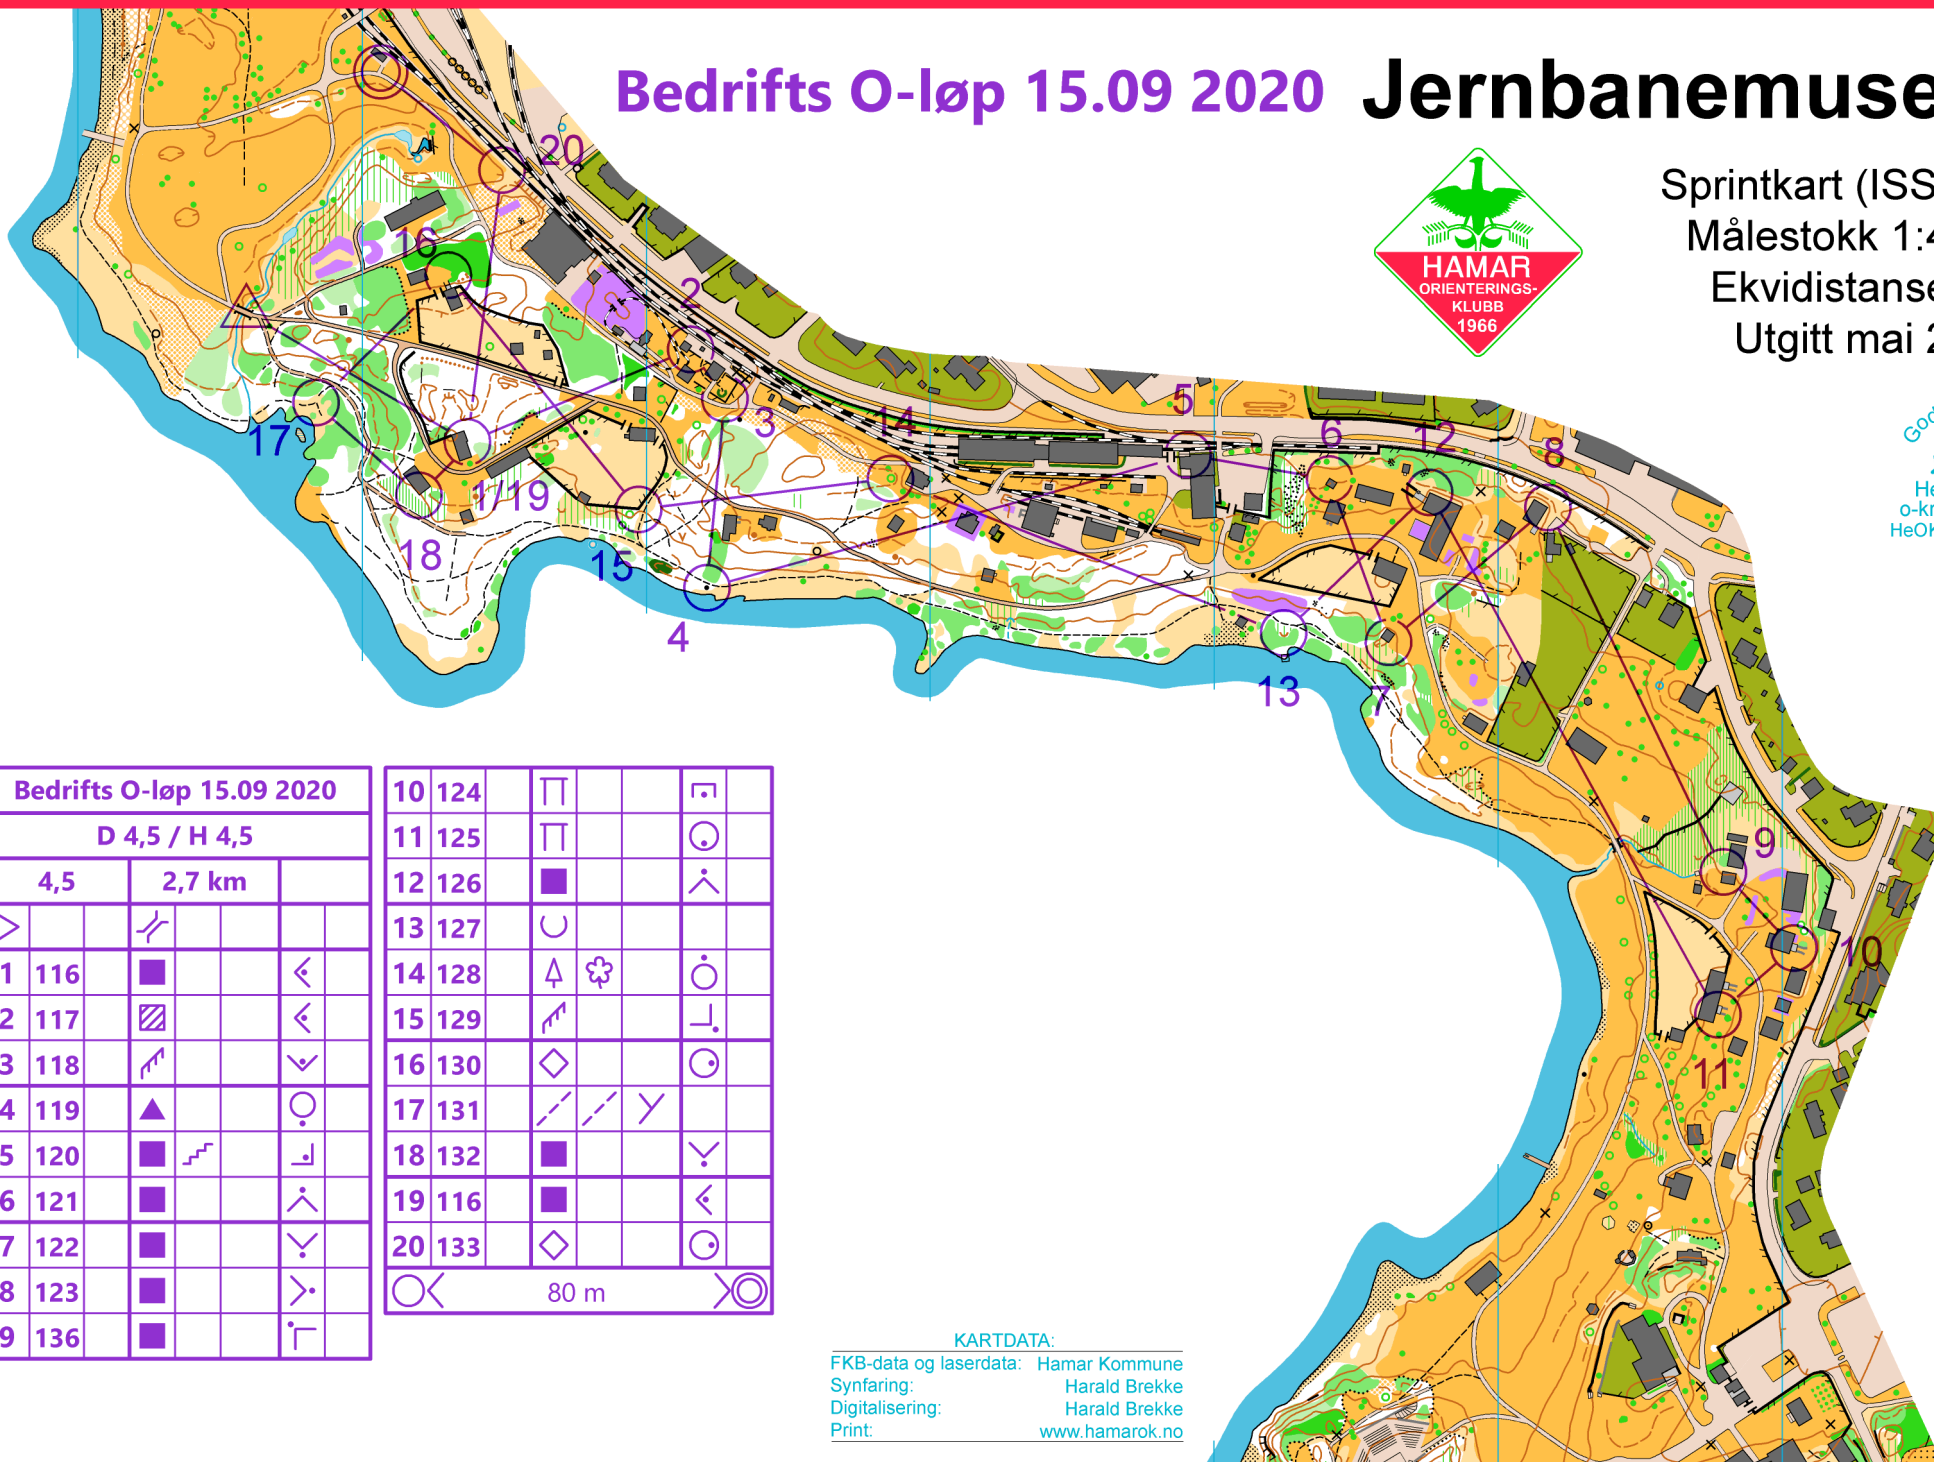 Bedrifts O-løp 15.09 2020
Jernbanemuse
Sprintkart (ISS
Målestokk 1:4
Ekvidistanse
Utgitt mai 2
HAMAR
ORIENTERINGS-
KLUBB
1966
God
He
o-kr
HeOK
20
16
2
3
14
5
6
12
8
17
1/19
18
15
4
13
7
9
10
11
Bedrifts O-løp 15.09 2020
D 4,5 / H 4,5
4,5 2,7 km
1 116
2 117
3 118
4 119
5 120
6 121
7 122
8 123
9 136
10 124
11 125
12 126
13 127
14 128
15 129
16 130
17 131
18 132
19 116
20 133
80 m
KARTDATA:
FKB-data og laserdata: Hamar Kommune
Synfaring: Harald Brekke
Digitalisering: Harald Brekke
Print: www.hamarok.no